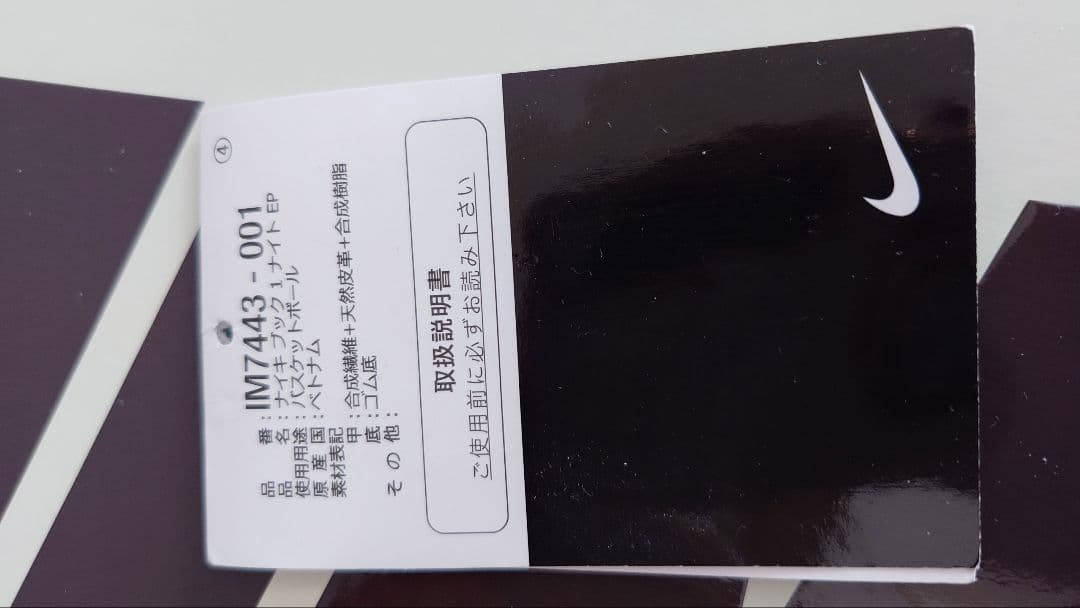 ④
品番：IM7443 - 001
品名：ナイキ ブック 1 ナイト EP
使用用途：バスケットボール
原産国：ベトナム
素材表記
甲：合成繊維+天然皮革+合成樹脂
底：ゴム底
その他：
取扱説明書
ご使用前に必ずお読み下さい